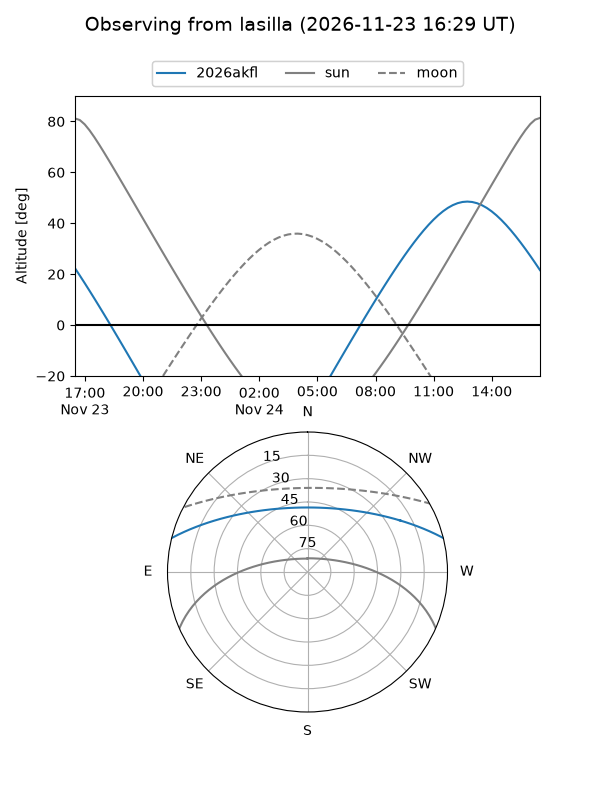 Observing from lasilla (2026-11-23 16:29 UT)
2026akfl sun moon
80
60
40
20
0
−20
Altitude [deg]
17:00 20:00 23:00 02:00 05:00 08:00 11:00 14:00
Nov 23 Nov 24
N
NE NW
15
30
45
60
75
E W
SE SW
S